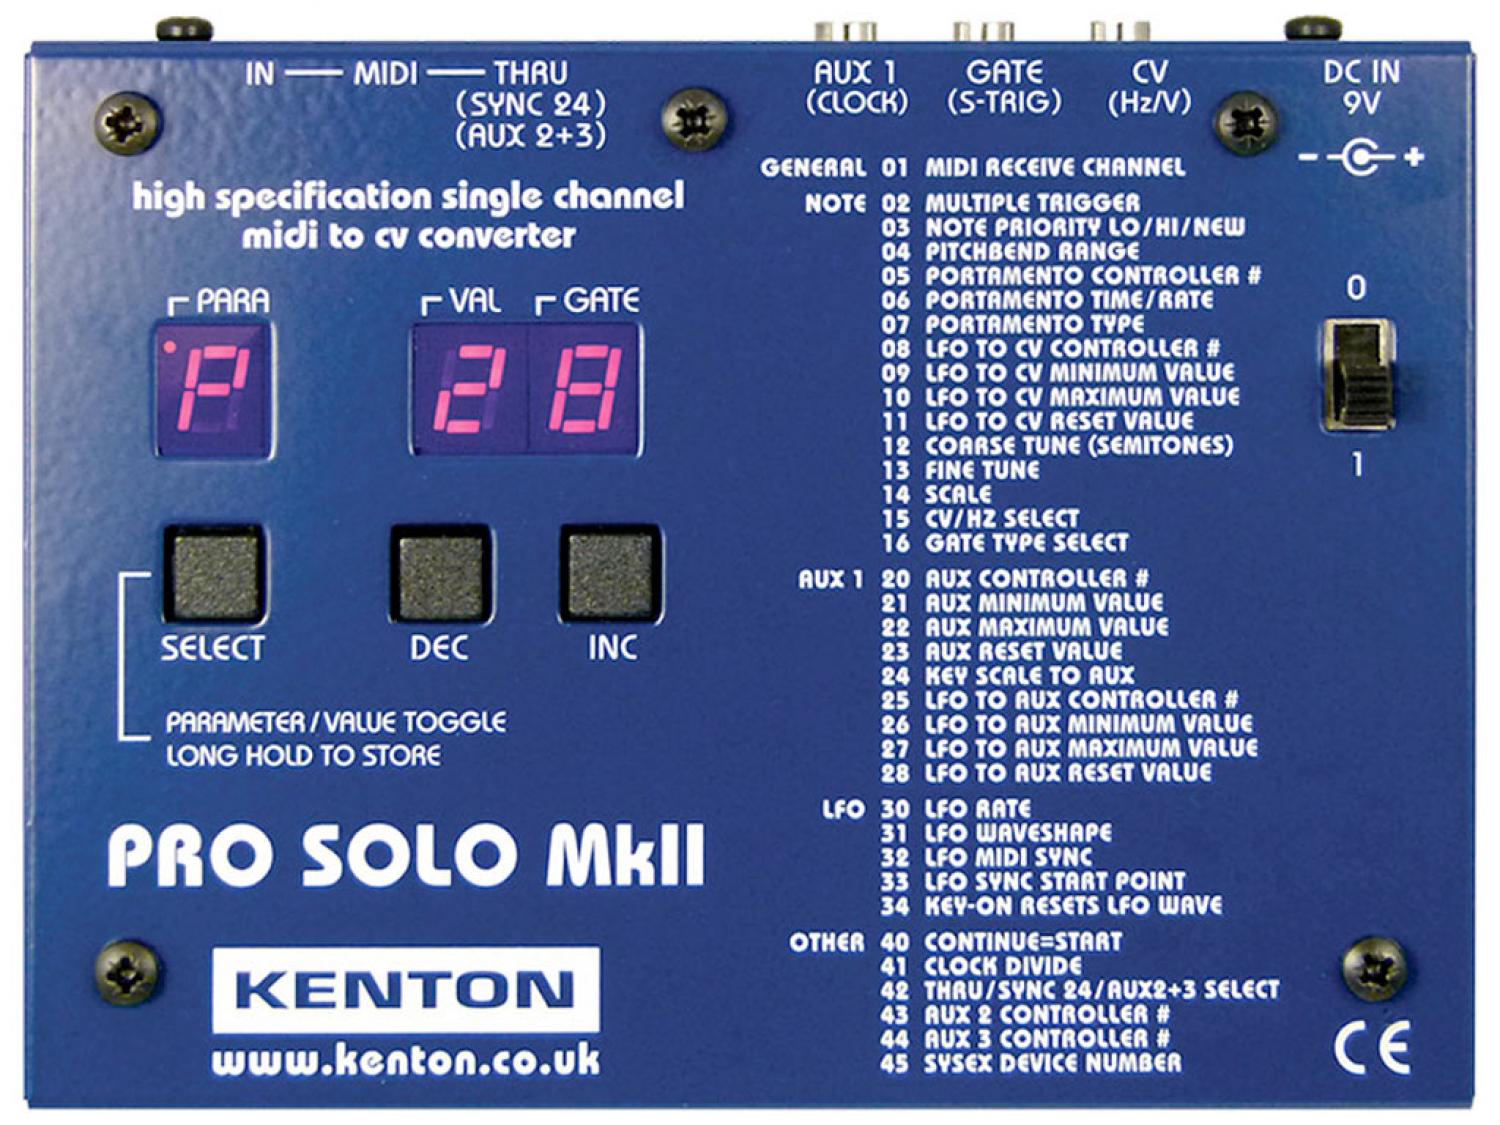 IN — MIDI — THRU
(SYNC 24)
(AUX 2+3)
AUX 1
(CLOCK)
GATE
(S-TRIG)
CV
(Hz/V)
DC IN
9V
- +
high specification single channel
midi to cv converter
PARA
VAL
GATE
P
28
SELECT
DEC
INC
PARAMETER/VALUE TOGGLE
LONG HOLD TO STORE
PRO SOLO MkII
KENTON
www.kenton.co.uk
GENERAL 01 MIDI RECEIVE CHANNEL
NOTE 02 MULTIPLE TRIGGER
03 NOTE PRIORITY LO/HI/NEW
04 PITCHBEND RANGE
05 PORTAMENTO CONTROLLER #
06 PORTAMENTO TIME/RATE
07 PORTAMENTO TYPE
08 LFO TO CV CONTROLLER #
09 LFO TO CV MINIMUM VALUE
10 LFO TO CV MAXIMUM VALUE
11 LFO TO CV RESET VALUE
12 COARSE TUNE (SEMITONES)
13 FINE TUNE
14 SCALE
15 CV/HZ SELECT
16 GATE TYPE SELECT
AUX 1 20 AUX CONTROLLER #
21 AUX MINIMUM VALUE
22 AUX MAXIMUM VALUE
23 AUX RESET VALUE
24 KEY SCALE TO AUX
25 LFO TO AUX CONTROLLER #
26 LFO TO AUX MINIMUM VALUE
27 LFO TO AUX MAXIMUM VALUE
28 LFO TO AUX RESET VALUE
LFO 30 LFO RATE
31 LFO WAVESHAPE
32 LFO MIDI SYNC
33 LFO SYNC START POINT
34 KEY-ON RESETS LFO WAVE
OTHER 40 CONTINUE=START
41 CLOCK DIVIDE
42 THRU/SYNC 24/AUX2+3 SELECT
43 AUX 2 CONTROLLER #
44 AUX 3 CONTROLLER #
45 SYSEX DEVICE NUMBER
0
1
CE